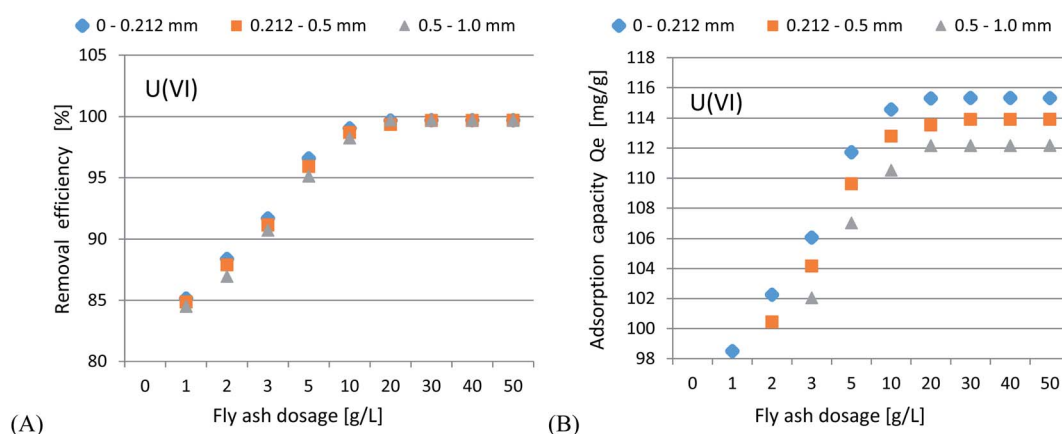 0 - 0.212 mm 0.212 - 0.5 mm 0.5 - 1.0 mm
105
100
95
90
85
80
U(VI)
Removal efficiency [%]
0 1 2 3 5 10 20 30 40 50
Fly ash dosage [g/L]
(A)
0 - 0.212 mm 0.212 - 0.5 mm 0.5 - 1.0 mm
118
116
114
112
110
108
106
104
102
100
98
U(VI)
Adsorption capacity Qe [mg/g]
0 1 2 3 5 10 20 30 40 50
Fly ash dosage [g/L]
(B)